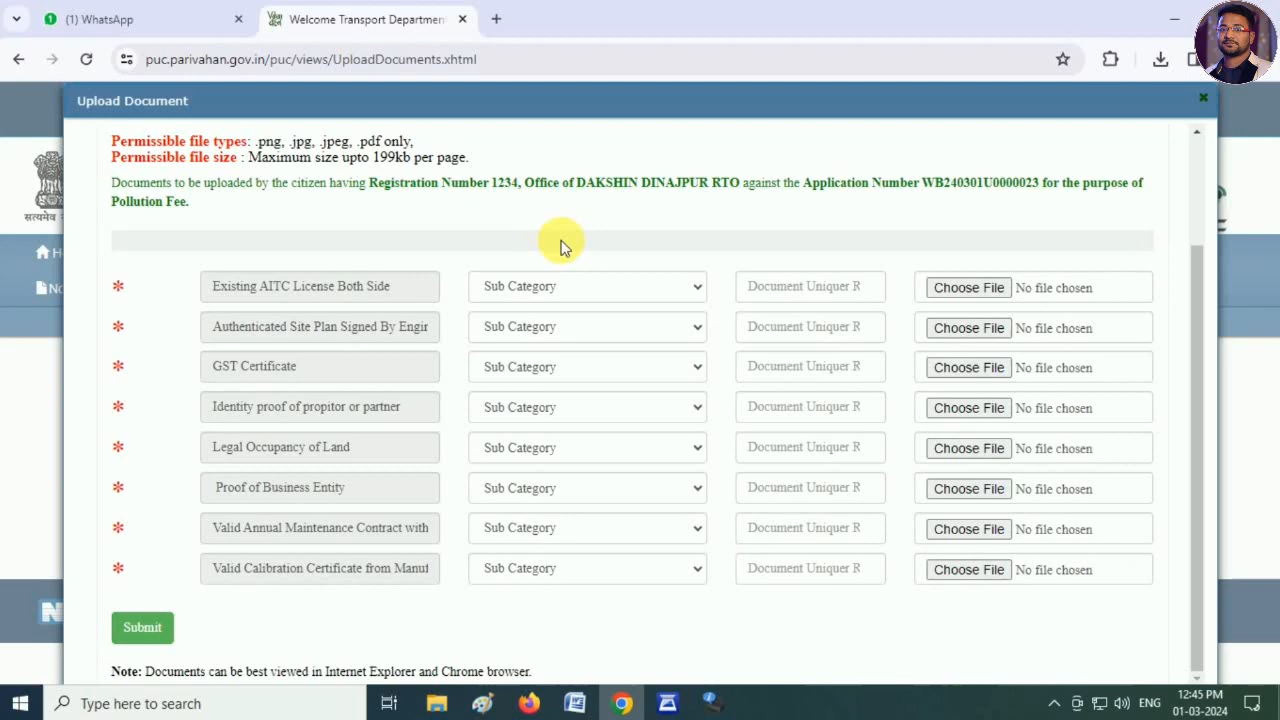 (1) WhatsApp
Welcome Transport Departmen
puc.parivahan.gov.in/puc/views/UploadDocuments.xhtml
Upload Document
Permissible file types: .png, .jpg, .jpeg, .pdf only,
Permissible file size : Maximum size upto 199kb per page.
Documents to be uploaded by the citizen having Registration Number 1234, Office of DAKSHIN DINAJPUR RTO against the Application Number WB240301U0000023 for the purpose of
Pollution Fee.
सत्यमेव
H
No
* Existing AITC License Both Side Sub Category Document Uniquer R Choose File No file chosen
* Authenticated Site Plan Signed By Engir Sub Category Document Uniquer R Choose File No file chosen
* GST Certificate Sub Category Document Uniquer R Choose File No file chosen
* Identity proof of propitor or partner Sub Category Document Uniquer R Choose File No file chosen
* Legal Occupancy of Land Sub Category Document Uniquer R Choose File No file chosen
* Proof of Business Entity Sub Category Document Uniquer R Choose File No file chosen
* Valid Annual Maintenance Contract with Sub Category Document Uniquer R Choose File No file chosen
* Valid Calibration Certificate from Manuf Sub Category Document Uniquer R Choose File No file chosen
Submit
Note: Documents can be best viewed in Internet Explorer and Chrome browser.
Type here to search
ENG
12:45 PM
01-03-2024